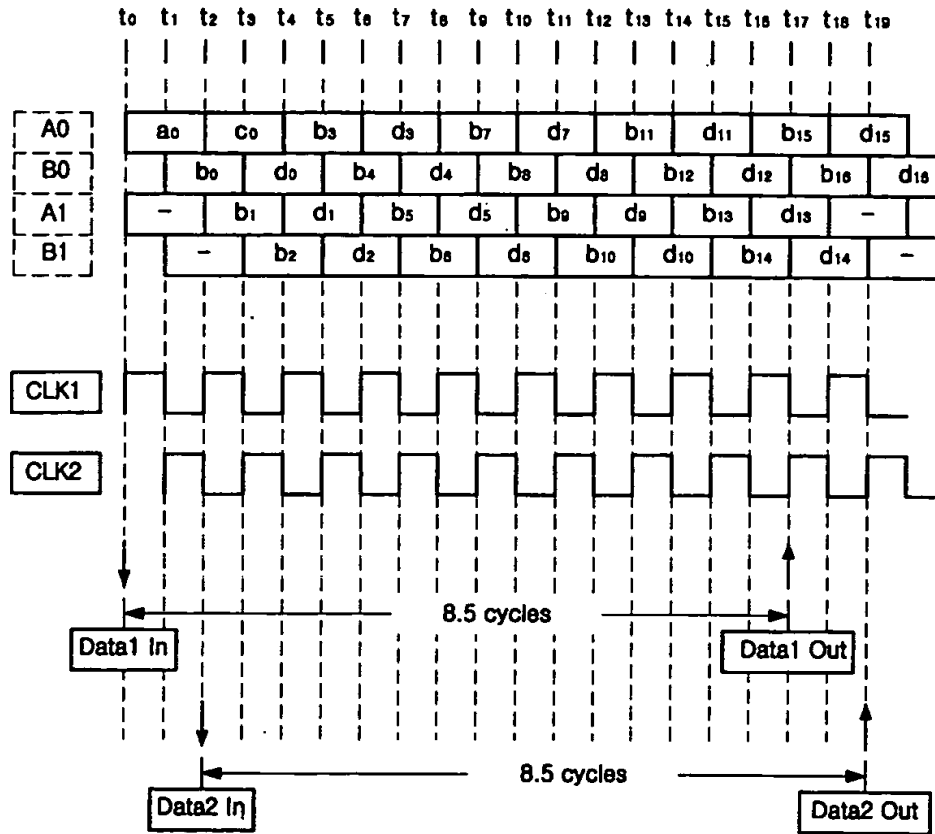 t₀ t₁ t₂ t₃ t₄ t₅ t₆ t₇ t₈ t₉ t₁₀ t₁₁ t₁₂ t₁₃ t₁₄ t₁₅ t₁₆ t₁₇ t₁₈ t₁₉
A0 a₀ c₀ b₃ d₃ b₇ d₇ b₁₁ d₁₁ b₁₅ d₁₅
B0 b₀ d₀ b₄ d₄ b₈ d₈ b₁₂ d₁₂ b₁₆ d₁₆
A1 – b₁ d₁ b₅ d₅ b₉ d₉ b₁₃ d₁₃ –
B1 – b₂ d₂ b₆ d₆ b₁₀ d₁₀ b₁₄ d₁₄ –
CLK1
CLK2
8.5 cycles
Data1 In Data1 Out
8.5 cycles
Data2 In Data2 Out